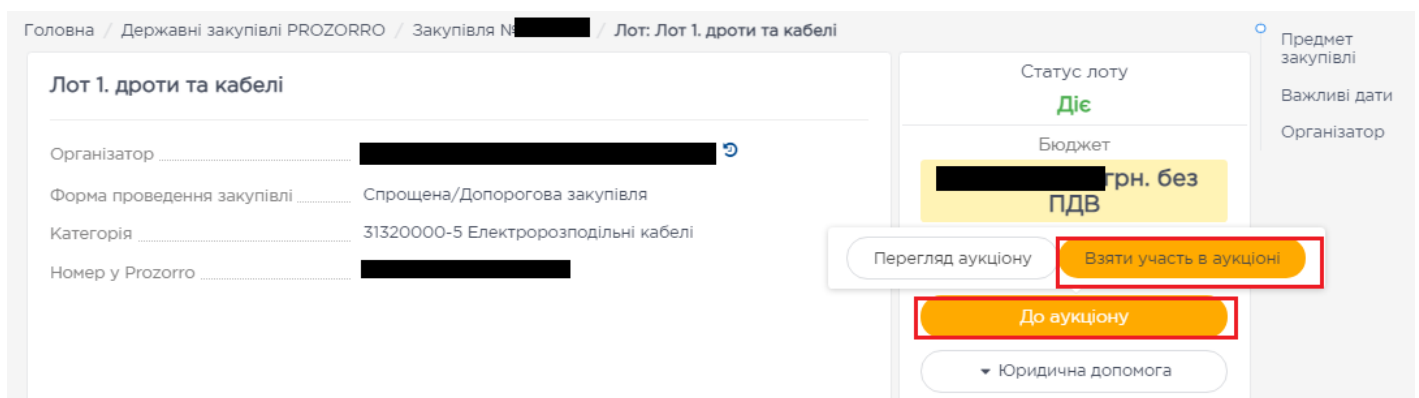 Головна / Державні закупівлі PROZORRO / Закупівля № / Лот: Лот 1. дроти та кабелі
Лот 1. дроти та кабелі
Організатор
Форма проведення закупівлі Спрощена/Допорогова закупівля
Категорія 31320000-5 Електророзподільні кабелі
Номер у Prozorro
Статус лоту
Діє
Бюджет
грн. без
ПДВ
Перегляд аукціону Взяти участь в аукціоні
До аукціону
Юридична допомога
Предмет
закупівлі
Важливі дати
Організатор